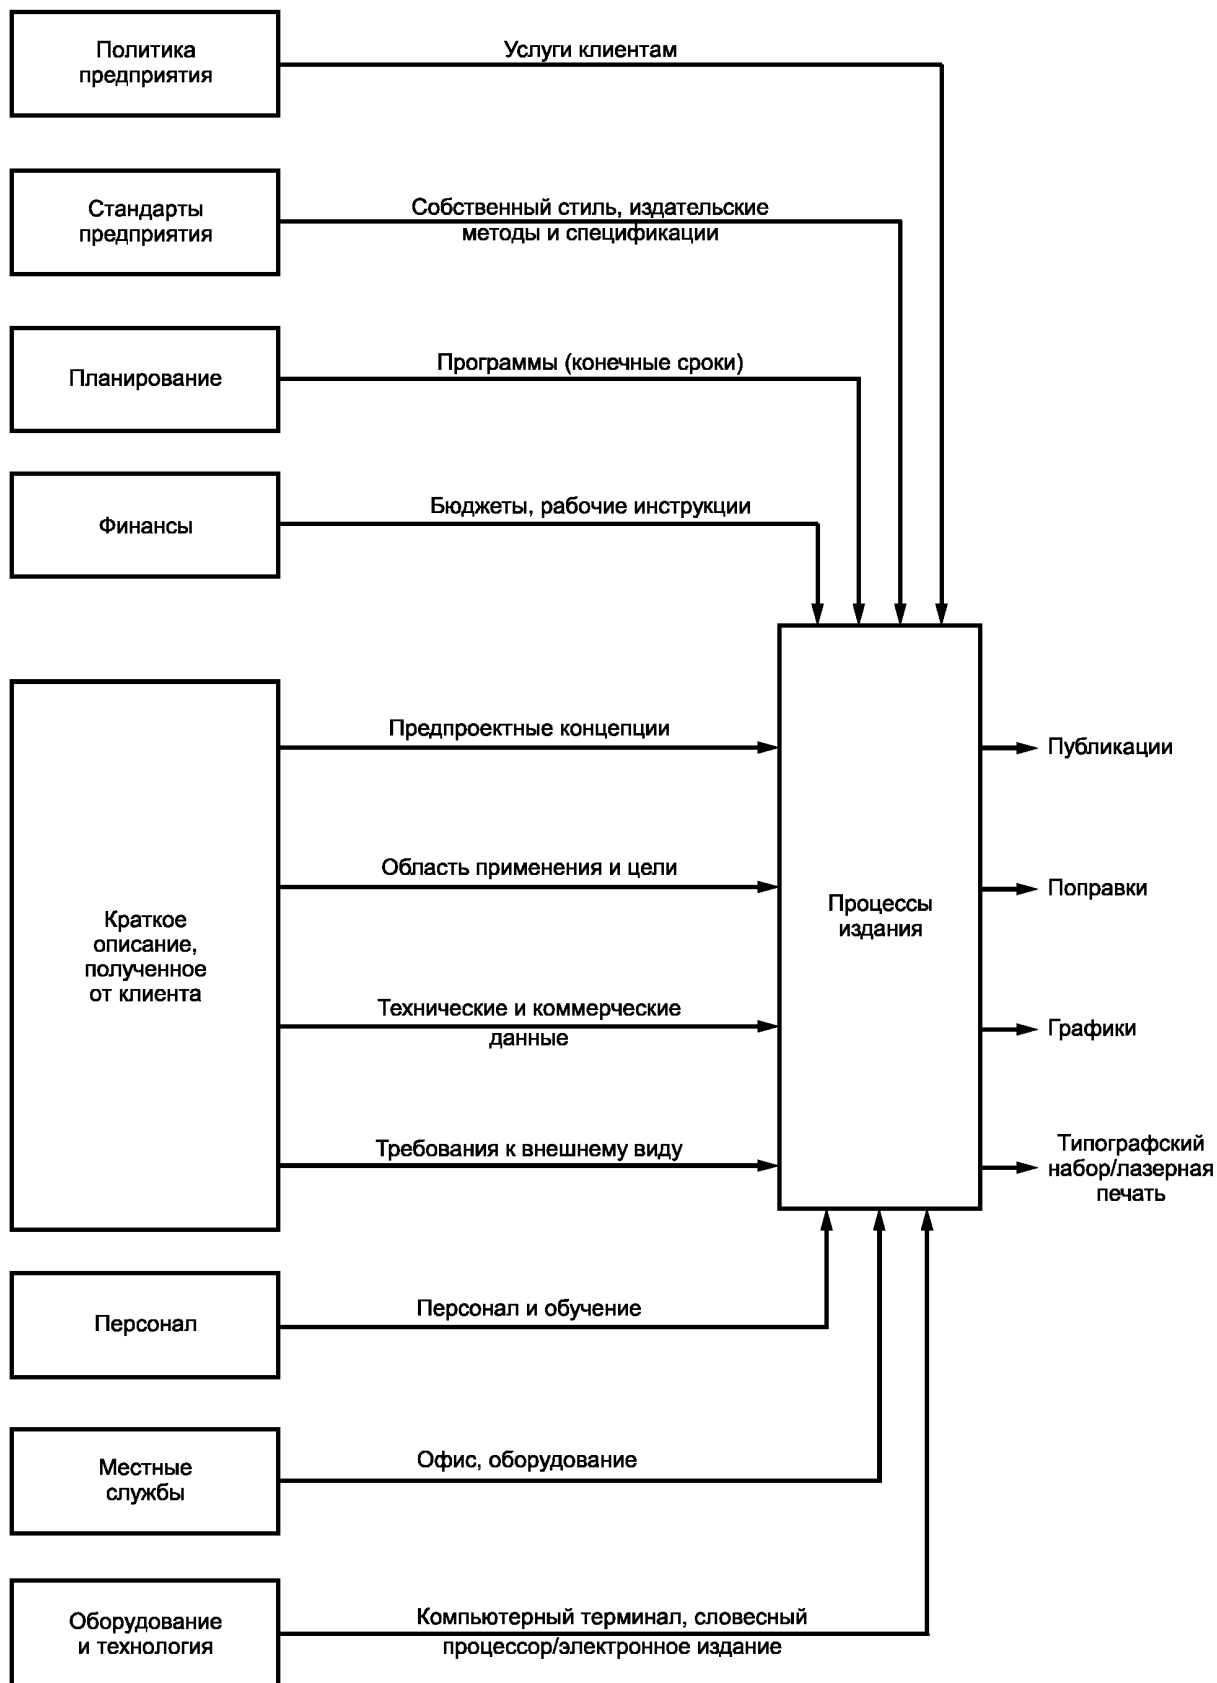 Политика
предприятия
Услуги клиентам
Стандарты
предприятия
Собственный стиль, издательские
методы и спецификации
Планирование
Программы (конечные сроки)
Финансы
Бюджеты, рабочие инструкции
Краткое
описание,
полученное
от клиента
Предпроектные концепции
Область применения и цели
Технические и коммерческие
данные
Требования к внешнему виду
Процессы
издания
Публикации
Поправки
Графики
Типографский
набор/лазерная
печать
Персонал
Персонал и обучение
Местные
службы
Офис, оборудование
Оборудование
и технология
Компьютерный терминал, словесный
процессор/электронное издание